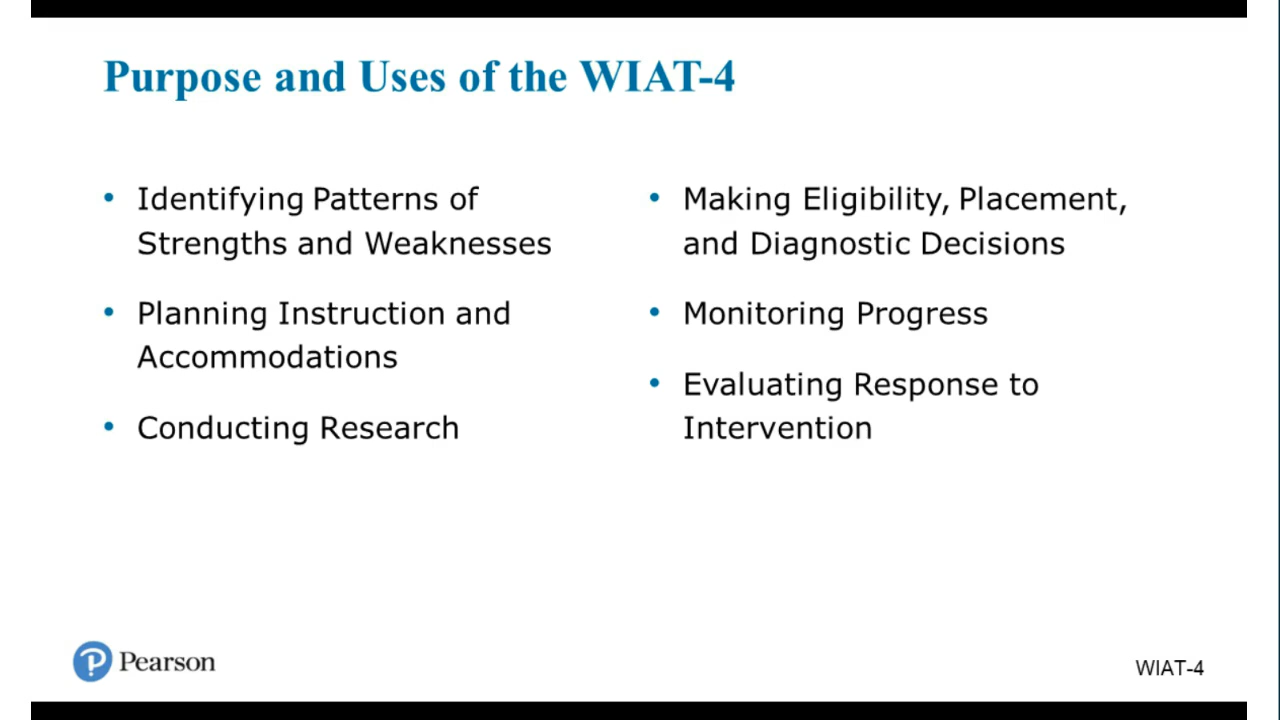 Purpose and Uses of the WIAT-4
• Identifying Patterns of
Strengths and Weaknesses
• Planning Instruction and
Accommodations
• Conducting Research
• Making Eligibility, Placement,
and Diagnostic Decisions
• Monitoring Progress
• Evaluating Response to
Intervention
Pearson
WIAT-4